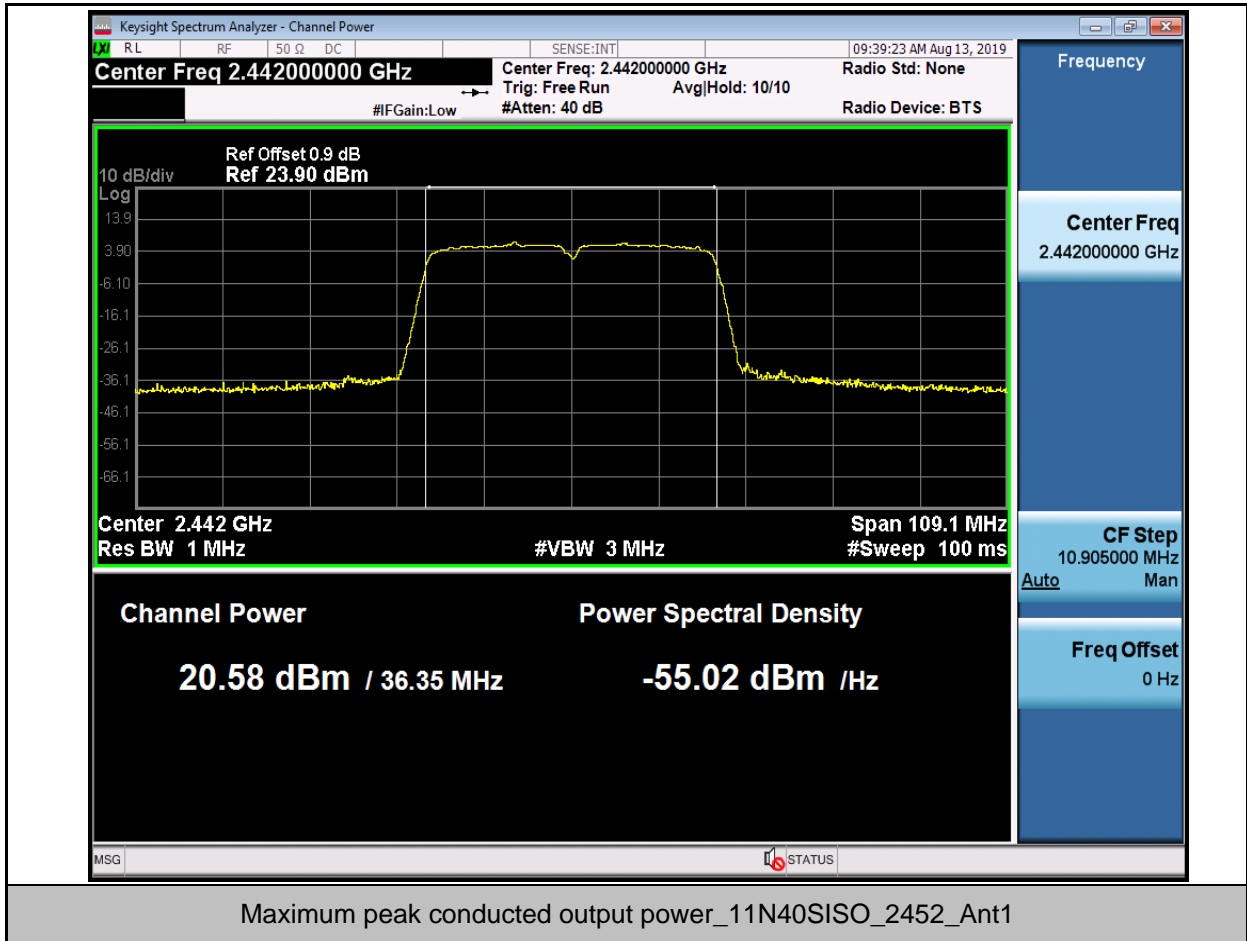 Keysight Spectrum Analyzer - Channel Power
LXI RL RF 50 Ω DC SENSE:INT 09:39:23 AM Aug 13, 2019
Center Freq 2.442000000 GHz
#IFGain:Low
Center Freq: 2.442000000 GHz
Trig: Free Run Avg|Hold: 10/10
#Atten: 40 dB
Radio Std: None
Radio Device: BTS
Ref Offset 0.9 dB
10 dB/div Ref 23.90 dBm
Log
13.9
3.90
-6.10
-16.1
-26.1
-36.1
-46.1
-56.1
-66.1
Center 2.442 GHz Span 109.1 MHz
Res BW 1 MHz #VBW 3 MHz #Sweep 100 ms
Channel Power Power Spectral Density
20.58 dBm / 36.35 MHz -55.02 dBm /Hz
Frequency
Center Freq
2.442000000 GHz
CF Step
10.905000 MHz
Auto Man
Freq Offset
0 Hz
MSG STATUS
Maximum peak conducted output power_11N40SISO_2452_Ant1